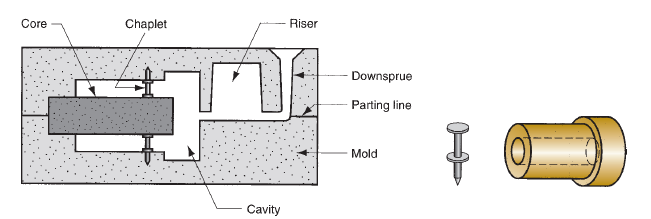 Core
Chaplet
Riser
Downsprue
Parting line
Mold
Cavity